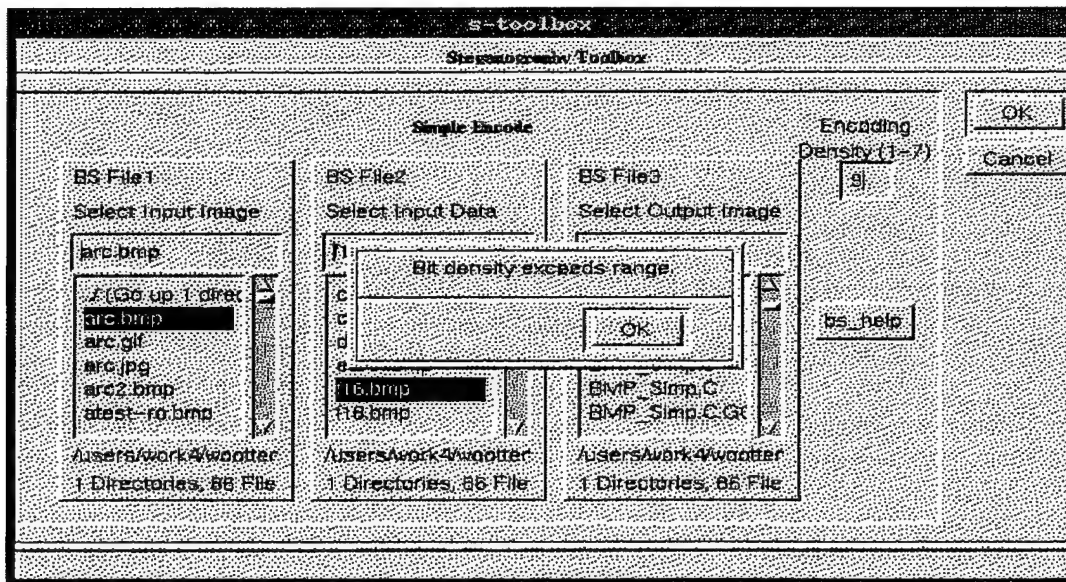 s-toolbox
Steganography Toolbox
Simple Encode
Encoding
Density (1-7)
9
OK
Cancel
bs_help
BS File1
Select Input Image
arc.bmp
../ (Go up 1 direc
arc.bmp
arc.gif
arc.jpg
arc2.bmp
atest-ro.bmp
/users/work4/wootter
1 Directories, 86 File
BS File2
Select Input Data
f16.bmp
f18.bmp
/users/work4/wootter
1 Directories, 86 File
BS File3
Select Output Image
BMP_Simp.C
BMP_Simp.C.GO
/users/work4/wootter
1 Directories, 86 File
Bit density exceeds range.
OK